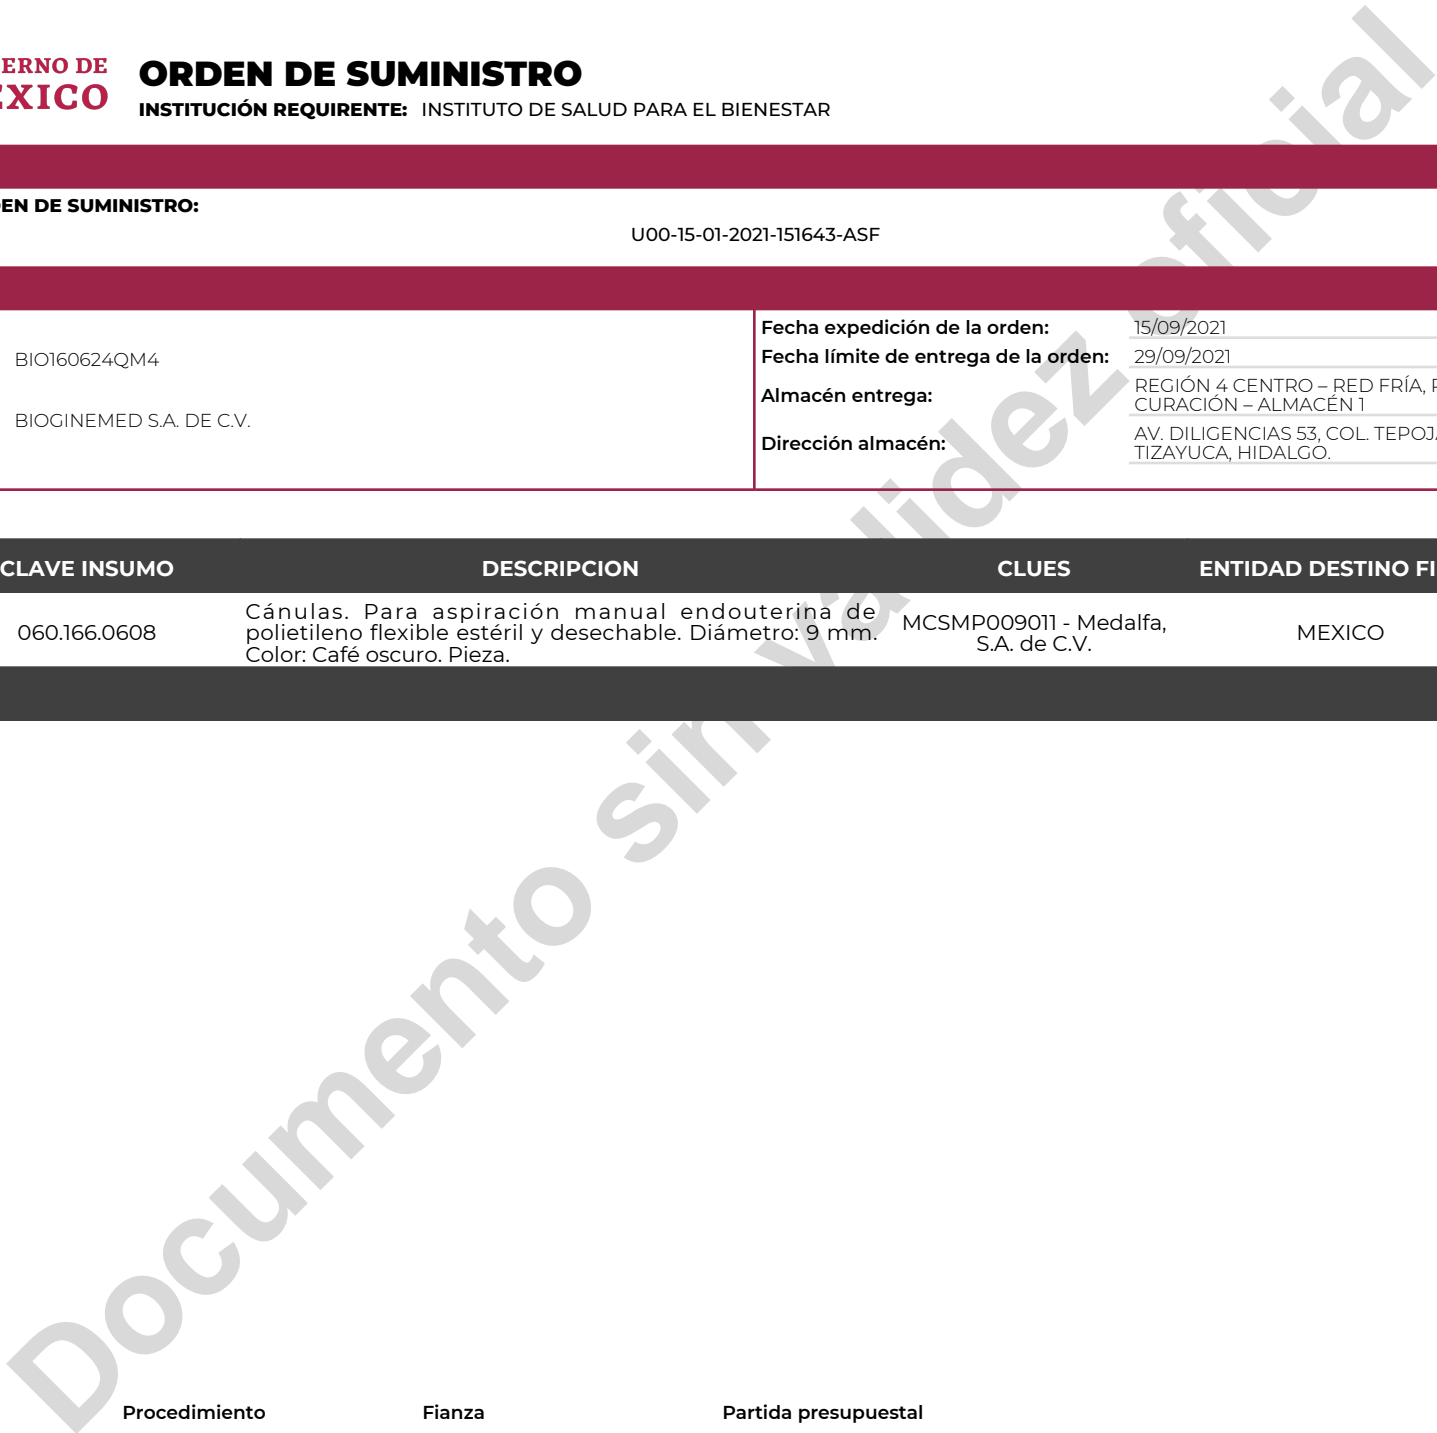 ERNO DE
EXICO
ORDEN DE SUMINISTRO
INSTITUCIÓN REQUIRENTE: INSTITUTO DE SALUD PARA EL BIENESTAR
EN DE SUMINISTRO:
U00-15-01-2021-151643-ASF
BIO160624QM4
BIOGINEMED S.A. DE C.V.
Fecha expedición de la orden: 15/09/2021
Fecha límite de entrega de la orden: 29/09/2021
Almacén entrega: REGIÓN 4 CENTRO – RED FRÍA,
CURACIÓN – ALMACÉN 1
Dirección almacén: AV. DILIGENCIAS 53, COL. TEPOJ
TIZAYUCA, HIDALGO.
CLAVE INSUMO DESCRIPCION CLUES ENTIDAD DESTINO FI
060.166.0608
Cánulas. Para aspiración manual endouterina de
polietileno flexible estéril y desechable. Diámetro: 9 mm.
Color: Café oscuro. Pieza.
MCSMP009011 - Medalfa,
S.A. de C.V.
MEXICO
Documento sin validez oficial
Procedimiento Fianza Partida presupuestal